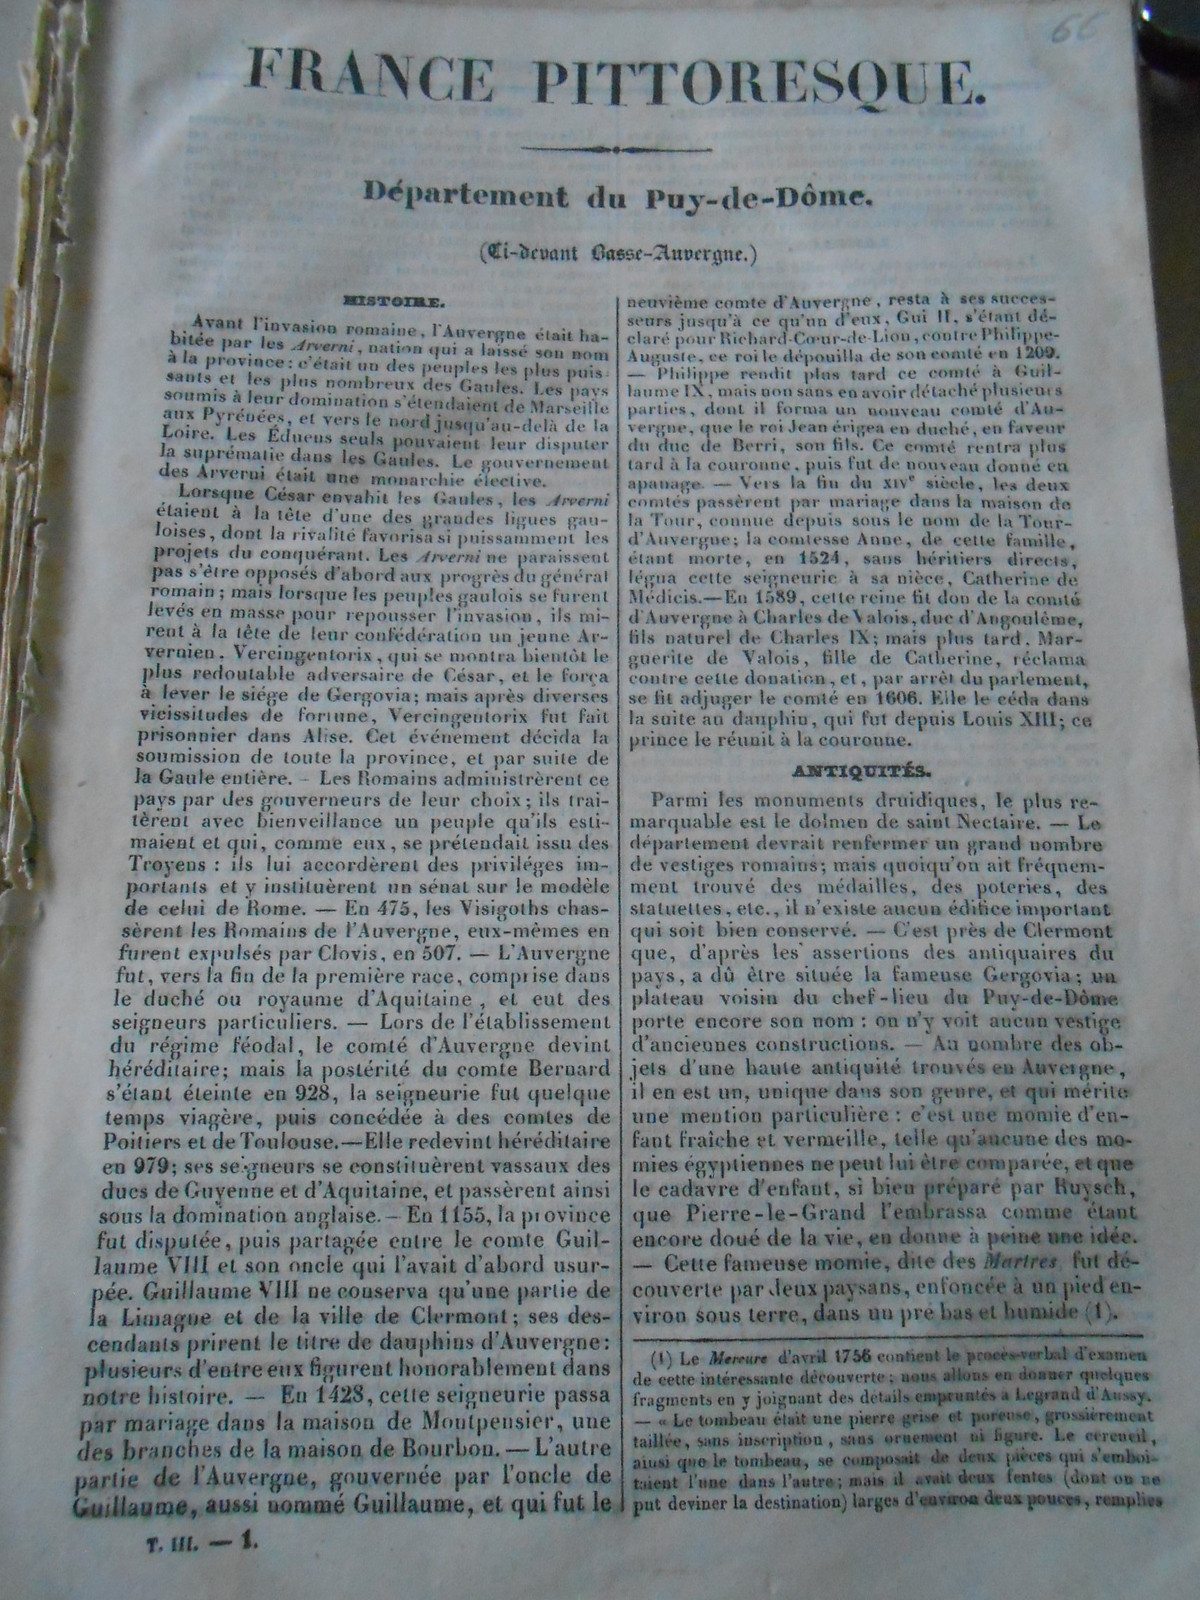 66
FRANCE PITTORESQUE.
Département du Puy-de-Dôme.
(Ci-devant Basse-Auvergne.)
HISTOIRE.
Avant l'invasion romaine, l'Auvergne était ha-
bitée par les Arverni, nation qui a laissé son nom
à la province : c'était un des peuples les plus puis-
sants et les plus nombreux des Gaules. Les pays
soumis à leur domination s'étendaient de Marseille
aux Pyrénées, et vers le nord jusqu'au-delà de la
Loire. Les Éduens seuls pouvaient leur disputer
la suprématie dans les Gaules. Le gouvernement
des Arverni était une monarchie élective.
Lorsque César envahit les Gaules, les Arverni
étaient à la tête d'une des grandes ligues gau-
loises, dont la rivalité favorisa si puissamment les
projets du conquérant. Les Arverni ne paraissent
pas s'être opposés d'abord aux progrès du général
romain ; mais lorsque les peuples gaulois se furent
levés en masse pour repousser l'invasion, ils mi-
rent à la tête de leur confédération un jeune Ar-
vernien, Vercingentorix, qui se montra bientôt le
plus redoutable adversaire de César, et le força
à lever le siége de Gergovia; mais après diverses
vicissitudes de fortune, Vercingentorix fut fait
prisonnier dans Alise. Cet événement décida la
soumission de toute la province, et par suite de
la Gaule entière. – Les Romains administrèrent ce
pays par des gouverneurs de leur choix ; ils trai-
tèrent avec bienveillance un peuple qu'ils esti-
maient et qui, comme eux, se prétendait issu des
Troyens : ils lui accordèrent des priviléges im-
portants et y instituèrent un sénat sur le modèle
de celui de Rome. — En 475, les Visigoths chas-
sèrent les Romains de l'Auvergne, eux-mêmes en
furent expulsés par Clovis, en 507. — L'Auvergne
fut, vers la fin de la première race, comprise dans
le duché ou royaume d'Aquitaine, et eut des
seigneurs particuliers. — Lors de l'établissement
du régime féodal, le comté d'Auvergne devint
héréditaire; mais la postérité du comte Bernard
s'étant éteinte en 928, la seigneurie fut quelque
temps viagère, puis concédée à des comtes de
Poitiers et de Toulouse.—Elle redevint héréditaire
en 979; ses seigneurs se constituèrent vassaux des
ducs de Guyenne et d'Aquitaine, et passèrent ainsi
sous la domination anglaise.– En 1155, la province
fut disputée, puis partagée entre le comte Guil-
laume VIII et son oncle qui l'avait d'abord usur-
pée. Guillaume VIII ne conserva qu'une partie de
la Limagne et de la ville de Clermont; ses des-
cendants prirent le titre de dauphins d'Auvergne:
plusieurs d'entre eux figurent honorablement dans
notre histoire. — En 1428, cette seigneurie passa
par mariage dans la maison de Montpensier, une
des branches de la maison de Bourbon. — L'autre
partie de l'Auvergne, gouvernée par l'oncle de
Guillaume, aussi nommé Guillaume, et qui fut le
T. III. — 1.
neuvième comte d'Auvergne, resta à ses succes-
seurs jusqu'à ce qu'un d'eux, Gui II, s'étant dé-
claré pour Richard-Cœur-de-Lion, contre Philippe-
Auguste, ce roi le dépouilla de son comté en 1209.
— Philippe rendit plus tard ce comté à Guil-
laume IX, mais non sans en avoir détaché plusieurs
parties, dont il forma un nouveau comté d'Au-
vergne, que le roi Jean érigea en duché, en faveur
du duc de Berri, son fils. Ce comté rentra plus
tard à la couronne, puis fut de nouveau donné en
apanage. — Vers la fin du XIVe siècle, les deux
comtés passèrent par mariage dans la maison de
la Tour, connue depuis sous le nom de la Tour-
d'Auvergne; la comtesse Anne, de cette famille,
étant morte, en 1524, sans héritiers directs,
légua cette seigneurie à sa nièce, Catherine de
Médicis.—En 1589, cette reine fit don de la comté
d'Auvergne à Charles de Valois, duc d'Angoulême,
fils naturel de Charles IX; mais plus tard, Mar-
guerite de Valois, fille de Catherine, réclama
contre cette donation, et, par arrêt du parlement,
se fit adjuger le comté en 1606. Elle le céda dans
la suite au dauphin, qui fut depuis Louis XIII; ce
prince le réunit à la couronne.
ANTIQUITÉS.
Parmi les monuments druidiques, le plus re-
marquable est le dolmen de saint Nectaire. — Le
département devrait renfermer un grand nombre
de vestiges romains; mais quoiqu'on ait fréquem-
ment trouvé des médailles, des poteries, des
statuettes, etc., il n'existe aucun édifice important
qui soit bien conservé. — C'est près de Clermont
que, d'après les assertions des antiquaires du
pays, a dû être située la fameuse Gergovia; un
plateau voisin du chef-lieu du Puy-de-Dôme
porte encore son nom : on n'y voit aucun vestige
d'anciennes constructions. — Au nombre des ob-
jets d'une haute antiquité trouvés en Auvergne,
il en est un, unique dans son genre, et qui mérite
une mention particulière : c'est une momie d'en-
fant fraîche et vermeille, telle qu'aucune des mo-
mies égyptiennes ne peut lui être comparée, et que
le cadavre d'enfant, si bien préparé par Ruysch,
que Pierre-le-Grand l'embrassa comme étant
encore doué de la vie, en donne à peine une idée.
— Cette fameuse momie, dite des Martres, fut dé-
couverte par deux paysans, enfoncée à un pied en-
viron sous terre, dans un pré bas et humide (1).
(1) Le Mercure d'avril 1756 contient le procès-verbal d'examen
de cette intéressante découverte; nous allons en donner quelques
fragments en y joignant des détails empruntés à Legrand d'Aussy.
— « Le tombeau était une pierre grise et poreuse, grossièrement
taillée, sans inscription, sans ornement ni figure. Le cercueil,
ainsi que le tombeau, se composait de deux pièces qui s'emboî-
taient l'une dans l'autre; mais il avait deux fentes (dont on ne
put deviner la destination) larges d'environ deux pouces, remplies